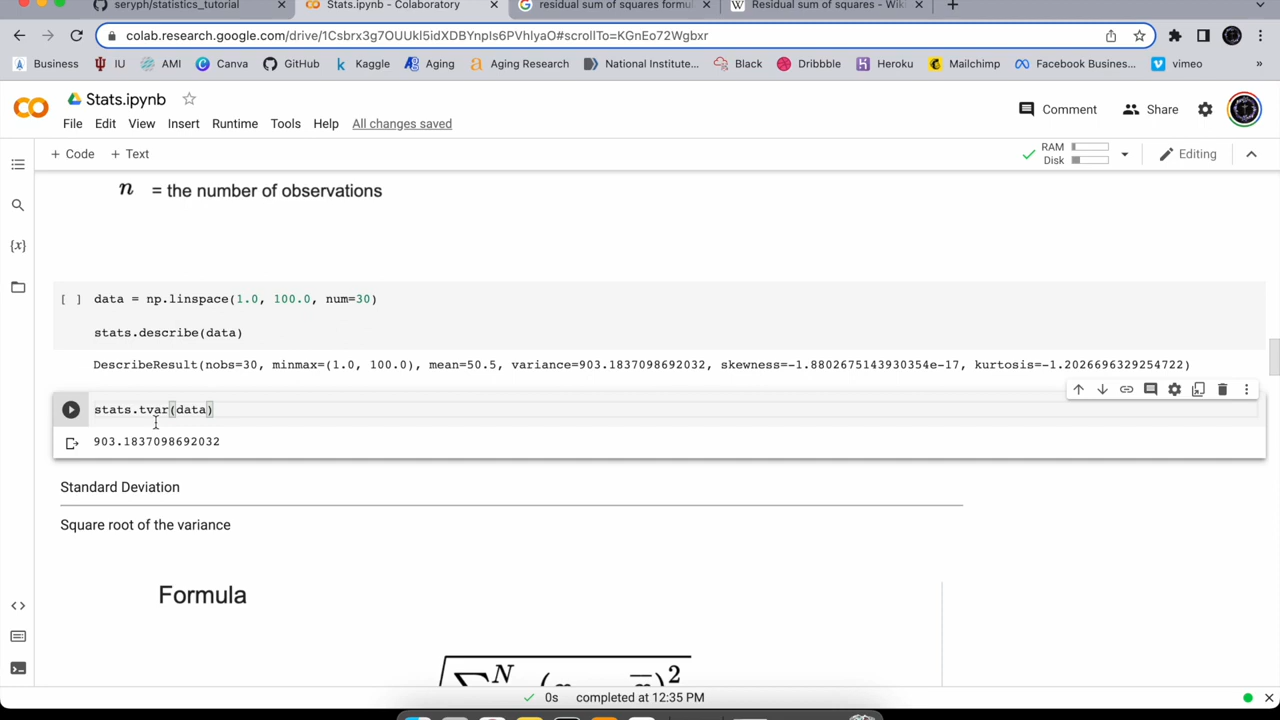 seryph/statistics_tutorial
Stats.ipynb - Colaboratory
residual sum of squares formul
Residual sum of squares - Wiki
colab.research.google.com/drive/1Csbrx3g7OUUkl5idXDBYnpIs6PVhlyaO#scrollTo=KGnEo72Wgbxr
Business IU AMI Canva GitHub Kaggle Aging Aging Research National Institute... Black Dribbble Heroku Mailchimp Facebook Busines... vimeo »
Stats.ipynb
Comment Share
File Edit View Insert Runtime Tools Help All changes saved
+ Code + Text
RAM
Disk
Editing
n = the number of observations
{x}
[ ] data = np.linspace(1.0, 100.0, num=30)
stats.describe(data)
DescribeResult(nobs=30, minmax=(1.0, 100.0), mean=50.5, variance=903.1837098692032, skewness=-1.8802675143930354e-17, kurtosis=-1.2026696329254722)
stats.tvar(data)
903.1837098692032
Standard Deviation
Square root of the variance
Formula
0s completed at 12:35 PM